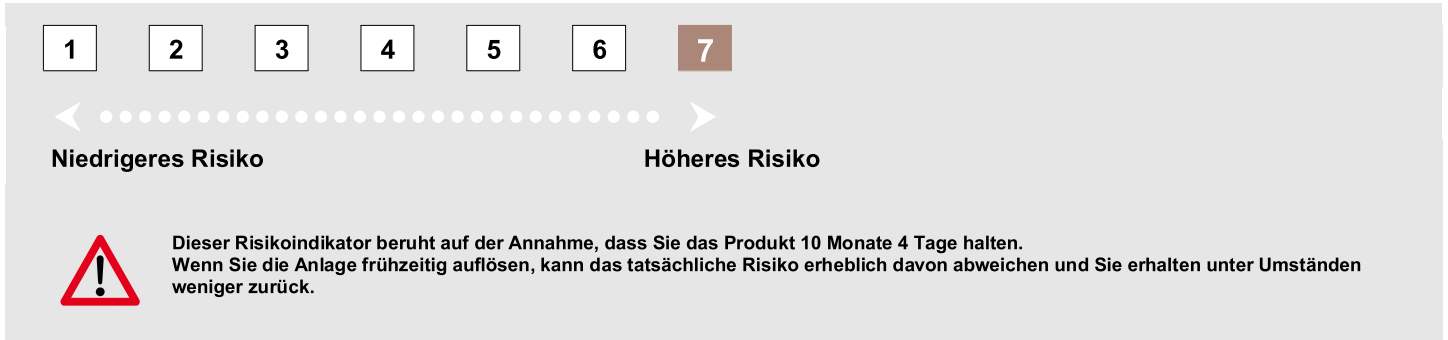 1 2 3 4 5 6 7
Niedrigeres Risiko Höheres Risiko
Dieser Risikoindikator beruht auf der Annahme, dass Sie das Produkt 10 Monate 4 Tage halten.
Wenn Sie die Anlage frühzeitig auflösen, kann das tatsächliche Risiko erheblich davon abweichen und Sie erhalten unter Umständen
weniger zurück.